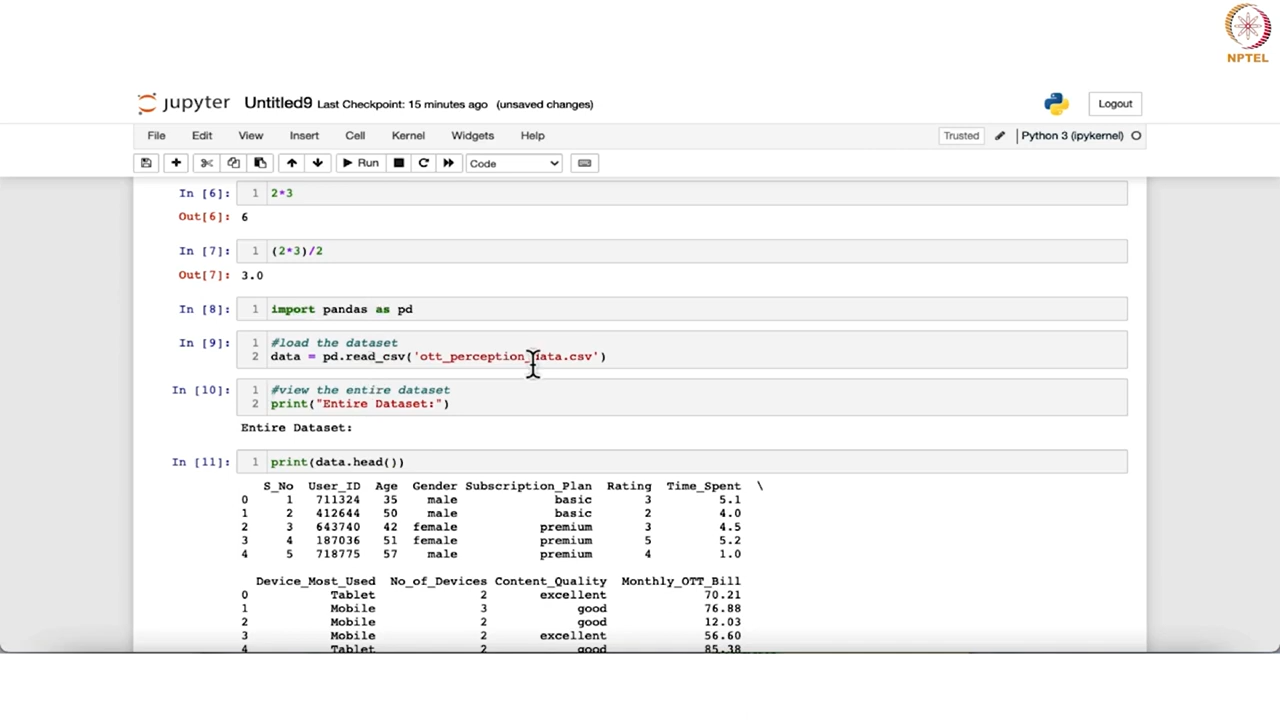 NPTEL
jupyter Untitled9 Last Checkpoint: 15 minutes ago (unsaved changes) Logout
File Edit View Insert Cell Kernel Widgets Help Trusted Python 3 (ipykernel)
Run Code
In [6]: 1 2*3
Out[6]: 6
In [7]: 1 (2*3)/2
Out[7]: 3.0
In [8]: 1 import pandas as pd
In [9]: 1 #load the dataset
2 data = pd.read_csv('ott_perception_data.csv')
In [10]: 1 #view the entire dataset
2 print("Entire Dataset:")
Entire Dataset:
In [11]: 1 print(data.head())
S_No User_ID Age Gender Subscription_Plan Rating Time_Spent \
0 1 711324 35 male basic 3 5.1
1 2 412644 50 male basic 2 4.0
2 3 643740 42 female premium 3 4.5
3 4 187036 51 female premium 5 5.2
4 5 718775 57 male premium 4 1.0
Device_Most_Used No_of_Devices Content_Quality Monthly_OTT_Bill
0 Tablet 2 excellent 70.21
1 Mobile 3 good 76.88
2 Mobile 2 good 12.03
3 Mobile 2 excellent 56.60
4 Tablet 2 good 85.38